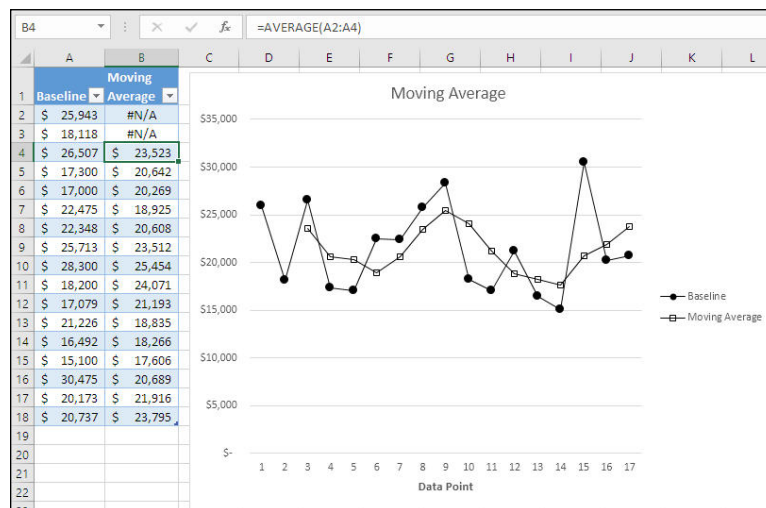 B4 fx =AVERAGE(A2:A4)
A B C D E F G H I J K L
1 Baseline Moving Average
2 $ 25,943 #N/A
3 $ 18,118 #N/A
4 $ 26,507 $ 23,523
5 $ 17,300 $ 20,642
6 $ 17,000 $ 20,269
7 $ 22,475 $ 18,925
8 $ 22,348 $ 20,608
9 $ 25,713 $ 23,512
10 $ 28,300 $ 25,454
11 $ 18,200 $ 24,071
12 $ 17,079 $ 21,193
13 $ 21,226 $ 18,835
14 $ 16,492 $ 18,266
15 $ 15,100 $ 17,606
16 $ 30,475 $ 20,689
17 $ 20,173 $ 21,916
18 $ 20,737 $ 23,795
19
20
21
22
Moving Average
$35,000
$30,000
$25,000
$20,000
$15,000
$10,000
$5,000
$-
1 2 3 4 5 6 7 8 9 10 11 12 13 14 15 16 17
Data Point
Baseline
Moving Average